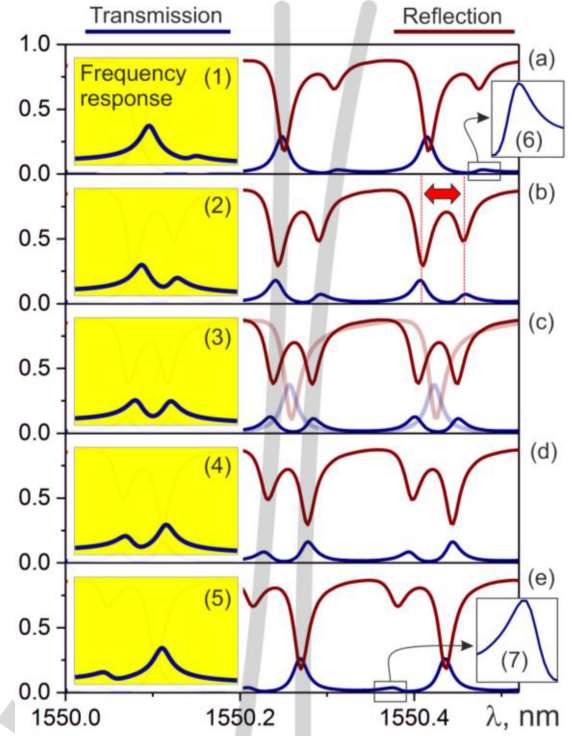 Transmission Reflection
1.0 (a)
Frequency (1)
response
0.5 (6)
0.0
(2) (b)
0.5
0.0
(3) (c)
0.5
0.0
(4) (d)
0.5
0.0
(5) (e)
0.5 (7)
0.0
1550.0 1550.2 1550.4 λ, nm